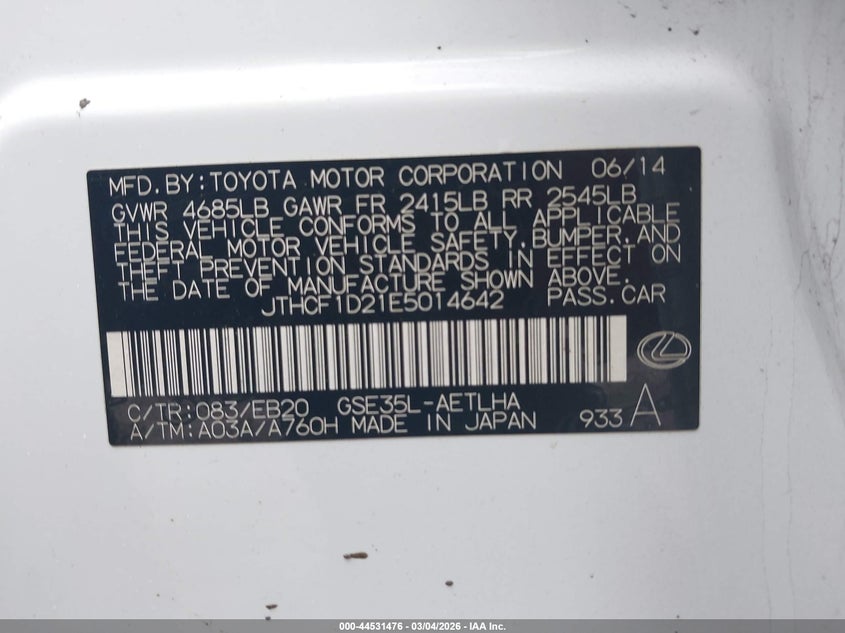 MFD.BY:TOYOTA MOTOR CORPORATION 06/14
GVWR 4685LB GAWR FR 2415LB RR 2545LB
THIS VEHICLE CONFORMS TO ALL APPLICABLE
FEDERAL MOTOR VEHICLE SAFETY,BUMPER,AND
THEFT PREVENTION STANDARDS IN EFFECT ON
THE DATE OF MANUFACTURE SHOWN ABOVE.
JTHCF1D21E5014642 PASS.CAR
C/TR:083/EB20 GSE35L-AETLHA
A/TM:A03A/A760H MADE IN JAPAN 933 A
000-44531476 | 03/04/2026 | IAA Inc.